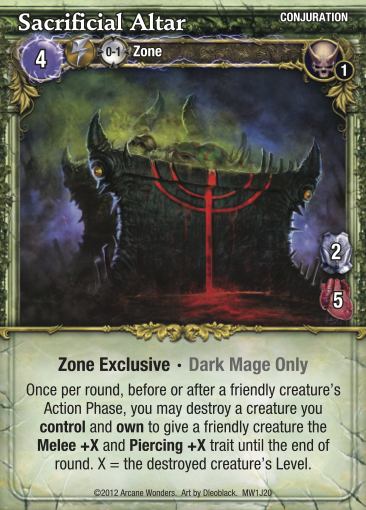 Sacrificial Altar
CONJURATION
4
0-1 Zone
1
2
5
Zone Exclusive • Dark Mage Only
Once per round, before or after a friendly creature's
Action Phase, you may destroy a creature you
control and own to give a friendly creature the
Melee +X and Piercing +X trait until the end of
round. X = the destroyed creature's Level.
©2012 Arcane Wonders. Art by Dleoblack. MW1J20